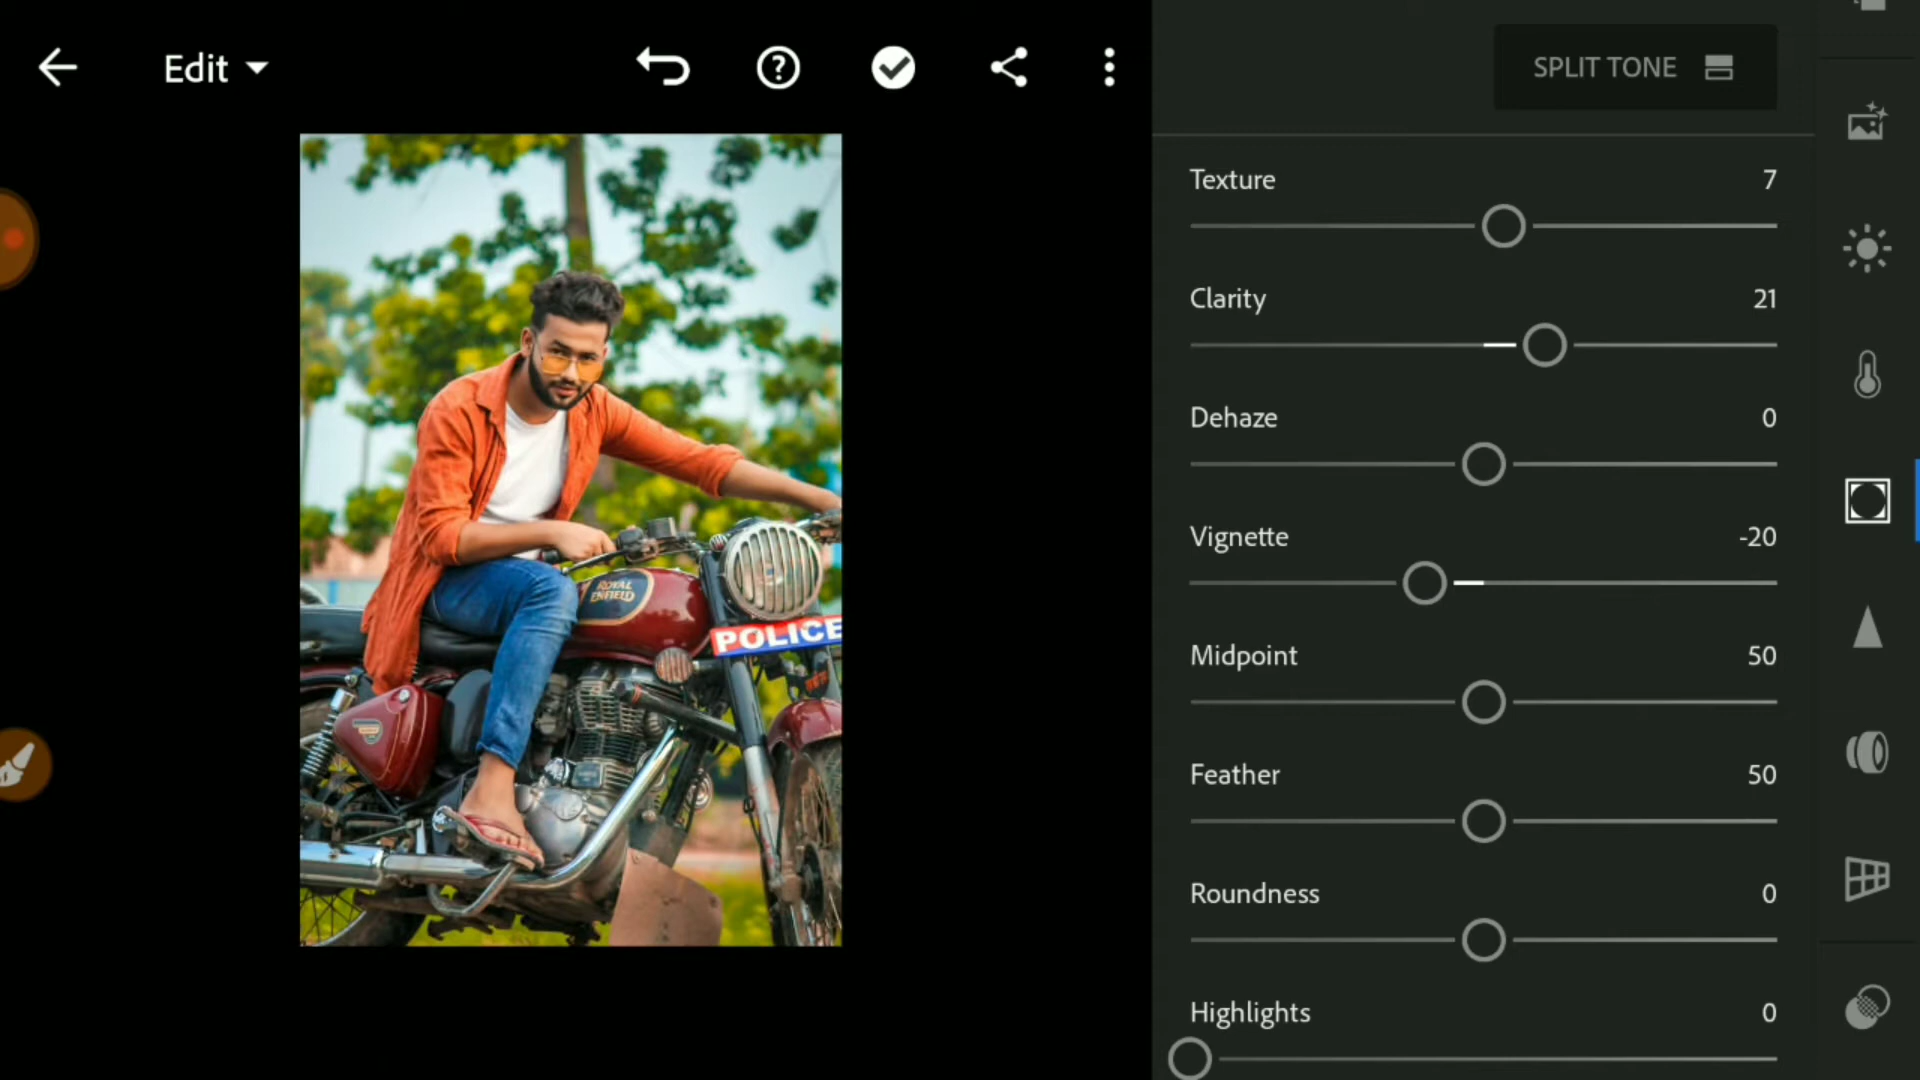 Edit
SPLIT TONE
Texture 7
Clarity 21
Dehaze 0
Vignette -20
Midpoint 50
Feather 50
Roundness 0
Highlights 0
ROYAL
ENFIELD
POLICE